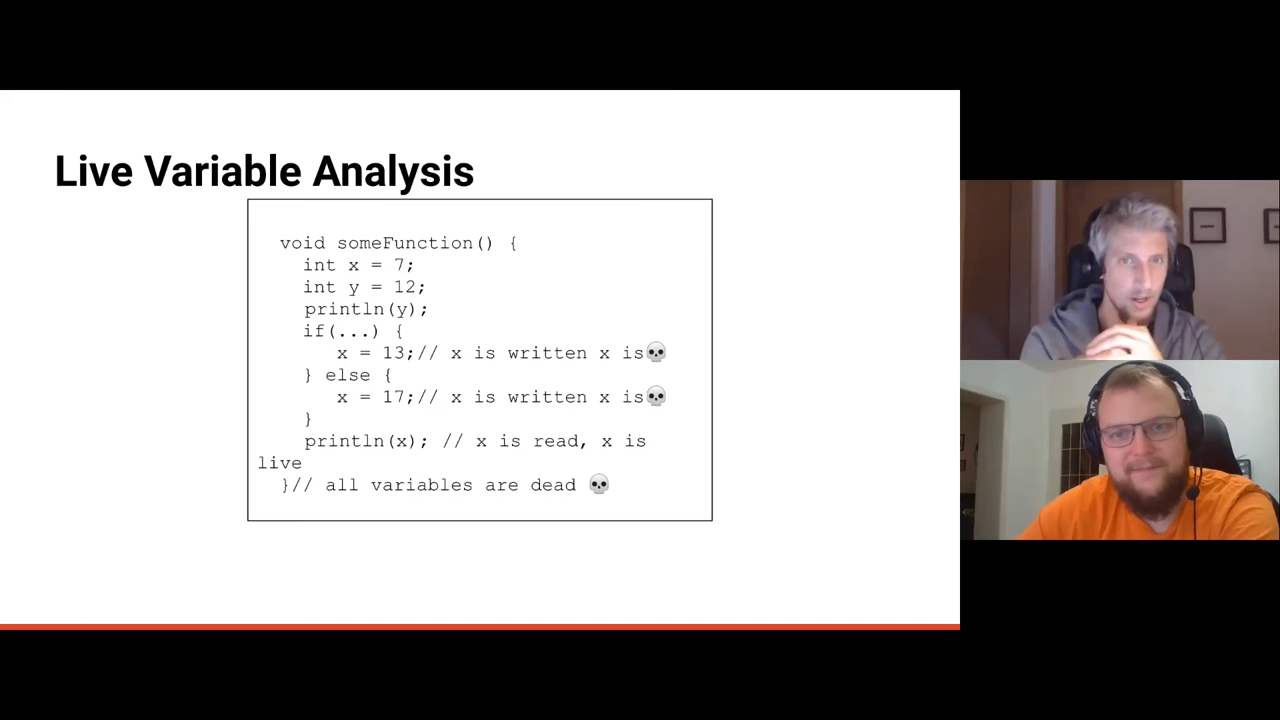 Live Variable Analysis
void someFunction() {
int x = 7;
int y = 12;
println(y);
if(...) {
x = 13;// x is written x is💀
} else {
x = 17;// x is written x is💀
}
println(x); // x is read, x is
live
}// all variables are dead 💀